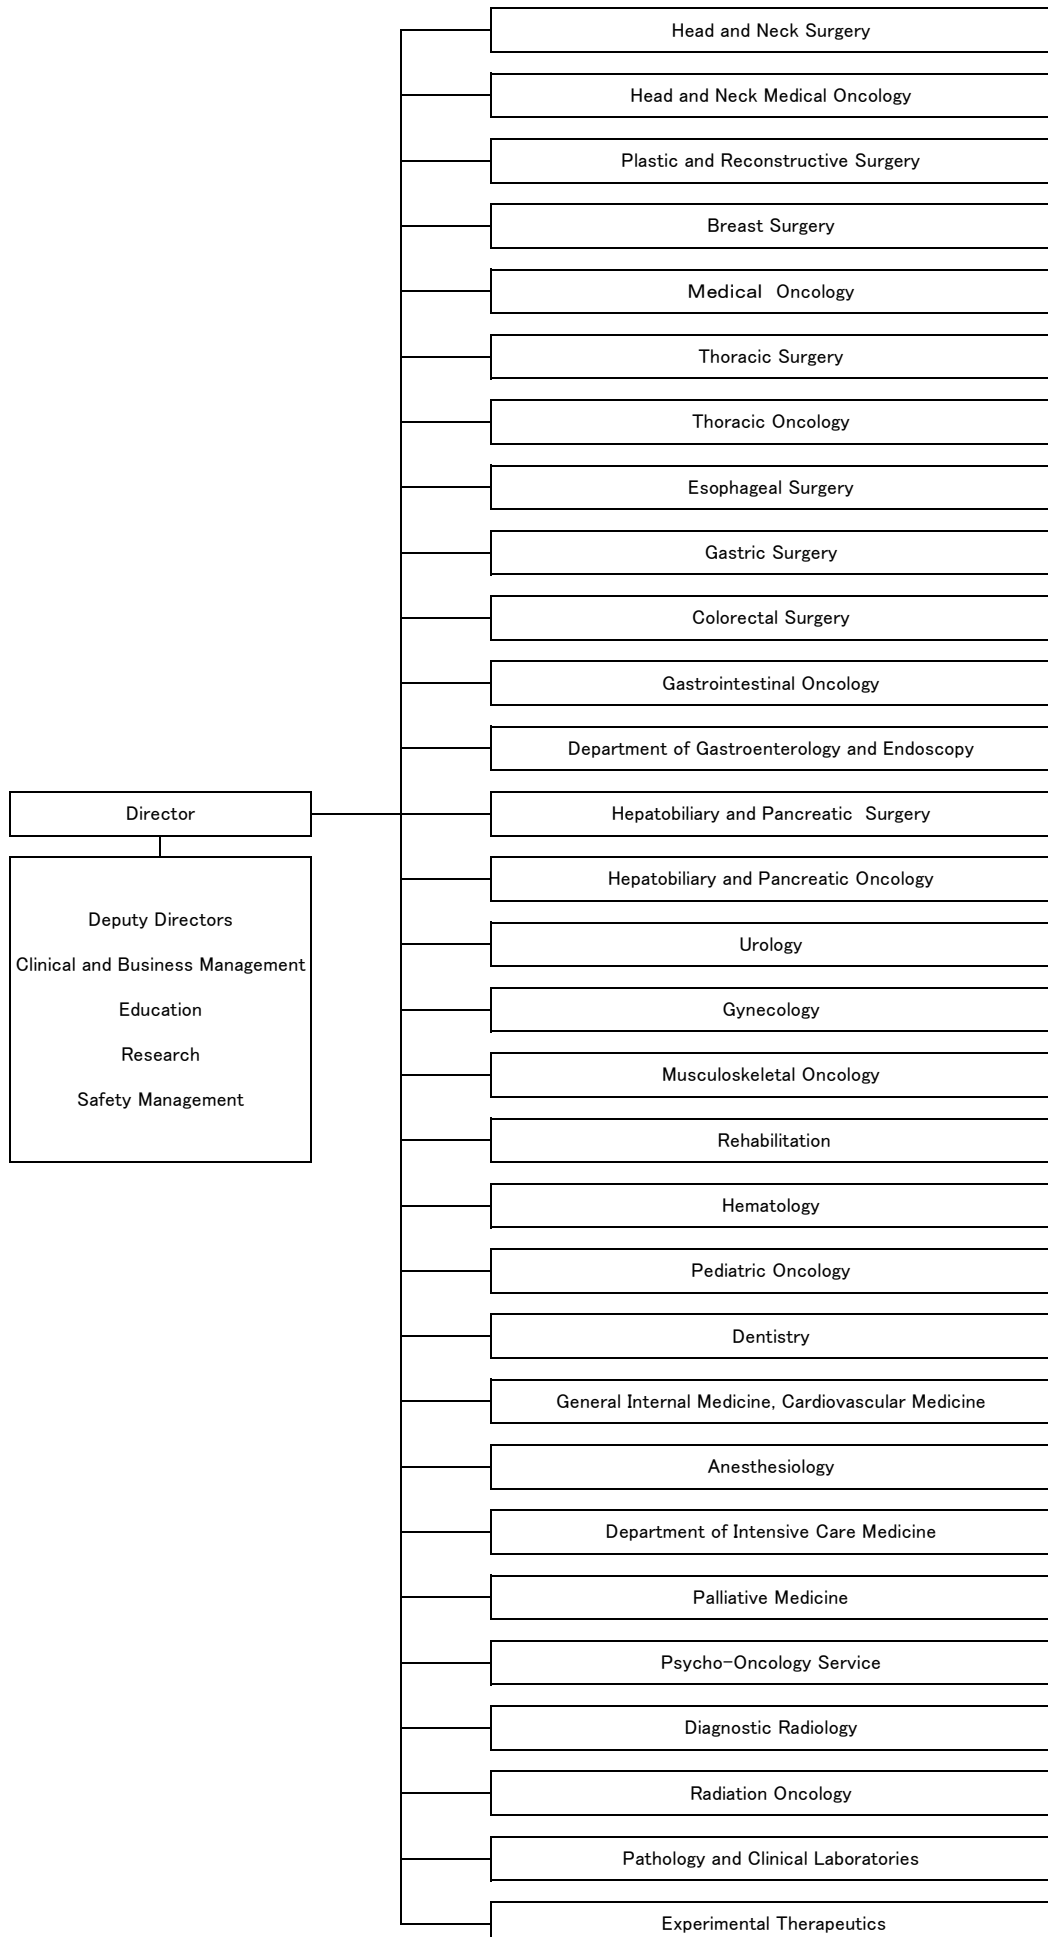 Head and Neck Surgery
Head and Neck Medical Oncology
Plastic and Reconstructive Surgery
Breast Surgery
Medical Oncology
Thoracic Surgery
Thoracic Oncology
Esophageal Surgery
Gastric Surgery
Colorectal Surgery
Gastrointestinal Oncology
Department of Gastroenterology and Endoscopy
Director
Hepatobiliary and Pancreatic Surgery
Hepatobiliary and Pancreatic Oncology
Deputy Directors
Clinical and Business Management
Education
Research
Safety Management
Urology
Gynecology
Musculoskeletal Oncology
Rehabilitation
Hematology
Pediatric Oncology
Dentistry
General Internal Medicine, Cardiovascular Medicine
Anesthesiology
Department of Intensive Care Medicine
Palliative Medicine
Psycho-Oncology Service
Diagnostic Radiology
Radiation Oncology
Pathology and Clinical Laboratories
Experimental Therapeutics